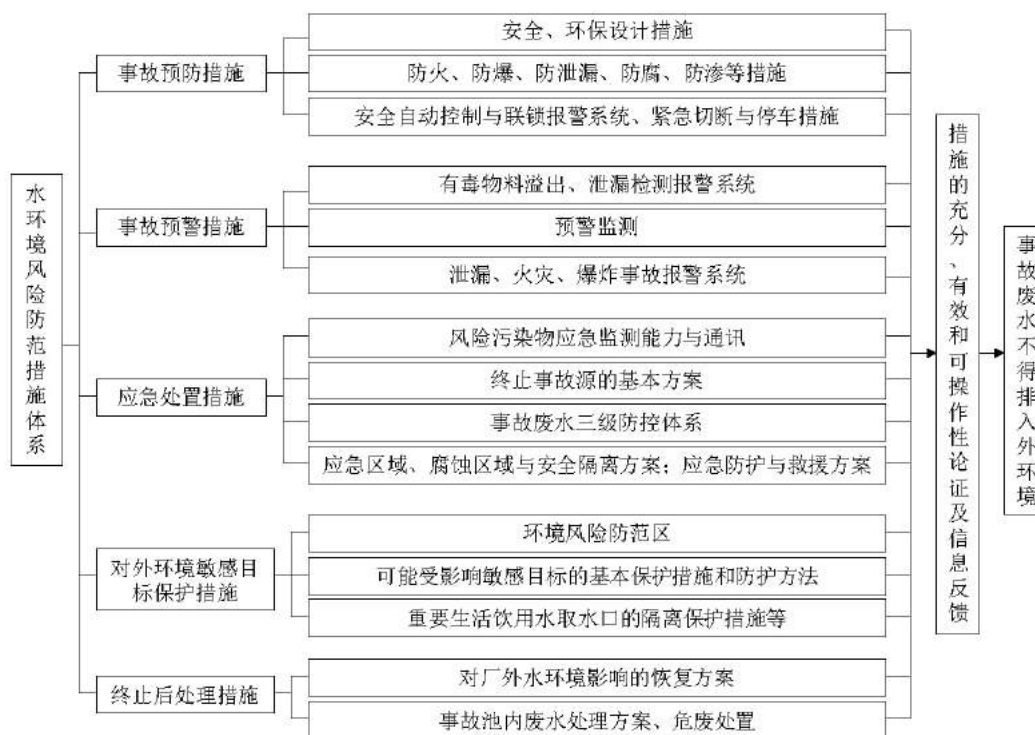 水环境风险防范措施体系
事故预防措施
安全、环保设计措施
防火、防爆、防泄漏、防腐、防渗等措施
安全自动控制与联锁报警系统、紧急切断与停车措施
事故预警措施
有毒物料溢出、泄漏检测报警系统
预警监测
泄漏、火灾、爆炸事故报警系统
应急处置措施
风险污染物应急监测能力与通讯
终止事故源的基本方案
事故废水三级防控体系
应急区域、腐蚀区域与安全隔离方案；应急防护与救援方案
对外环境敏感目
标保护措施
环境风险防范区
可能受影响敏感目标的基本保护措施和防护方法
重要生活饮用水取水口的隔离保护措施等
终止后处理措施
对厂外水环境影响的恢复方案
事故池内废水处理方案、危废处置
措施的充分、有效和可操作性论证及信息反馈
事故废水不得排入外环境